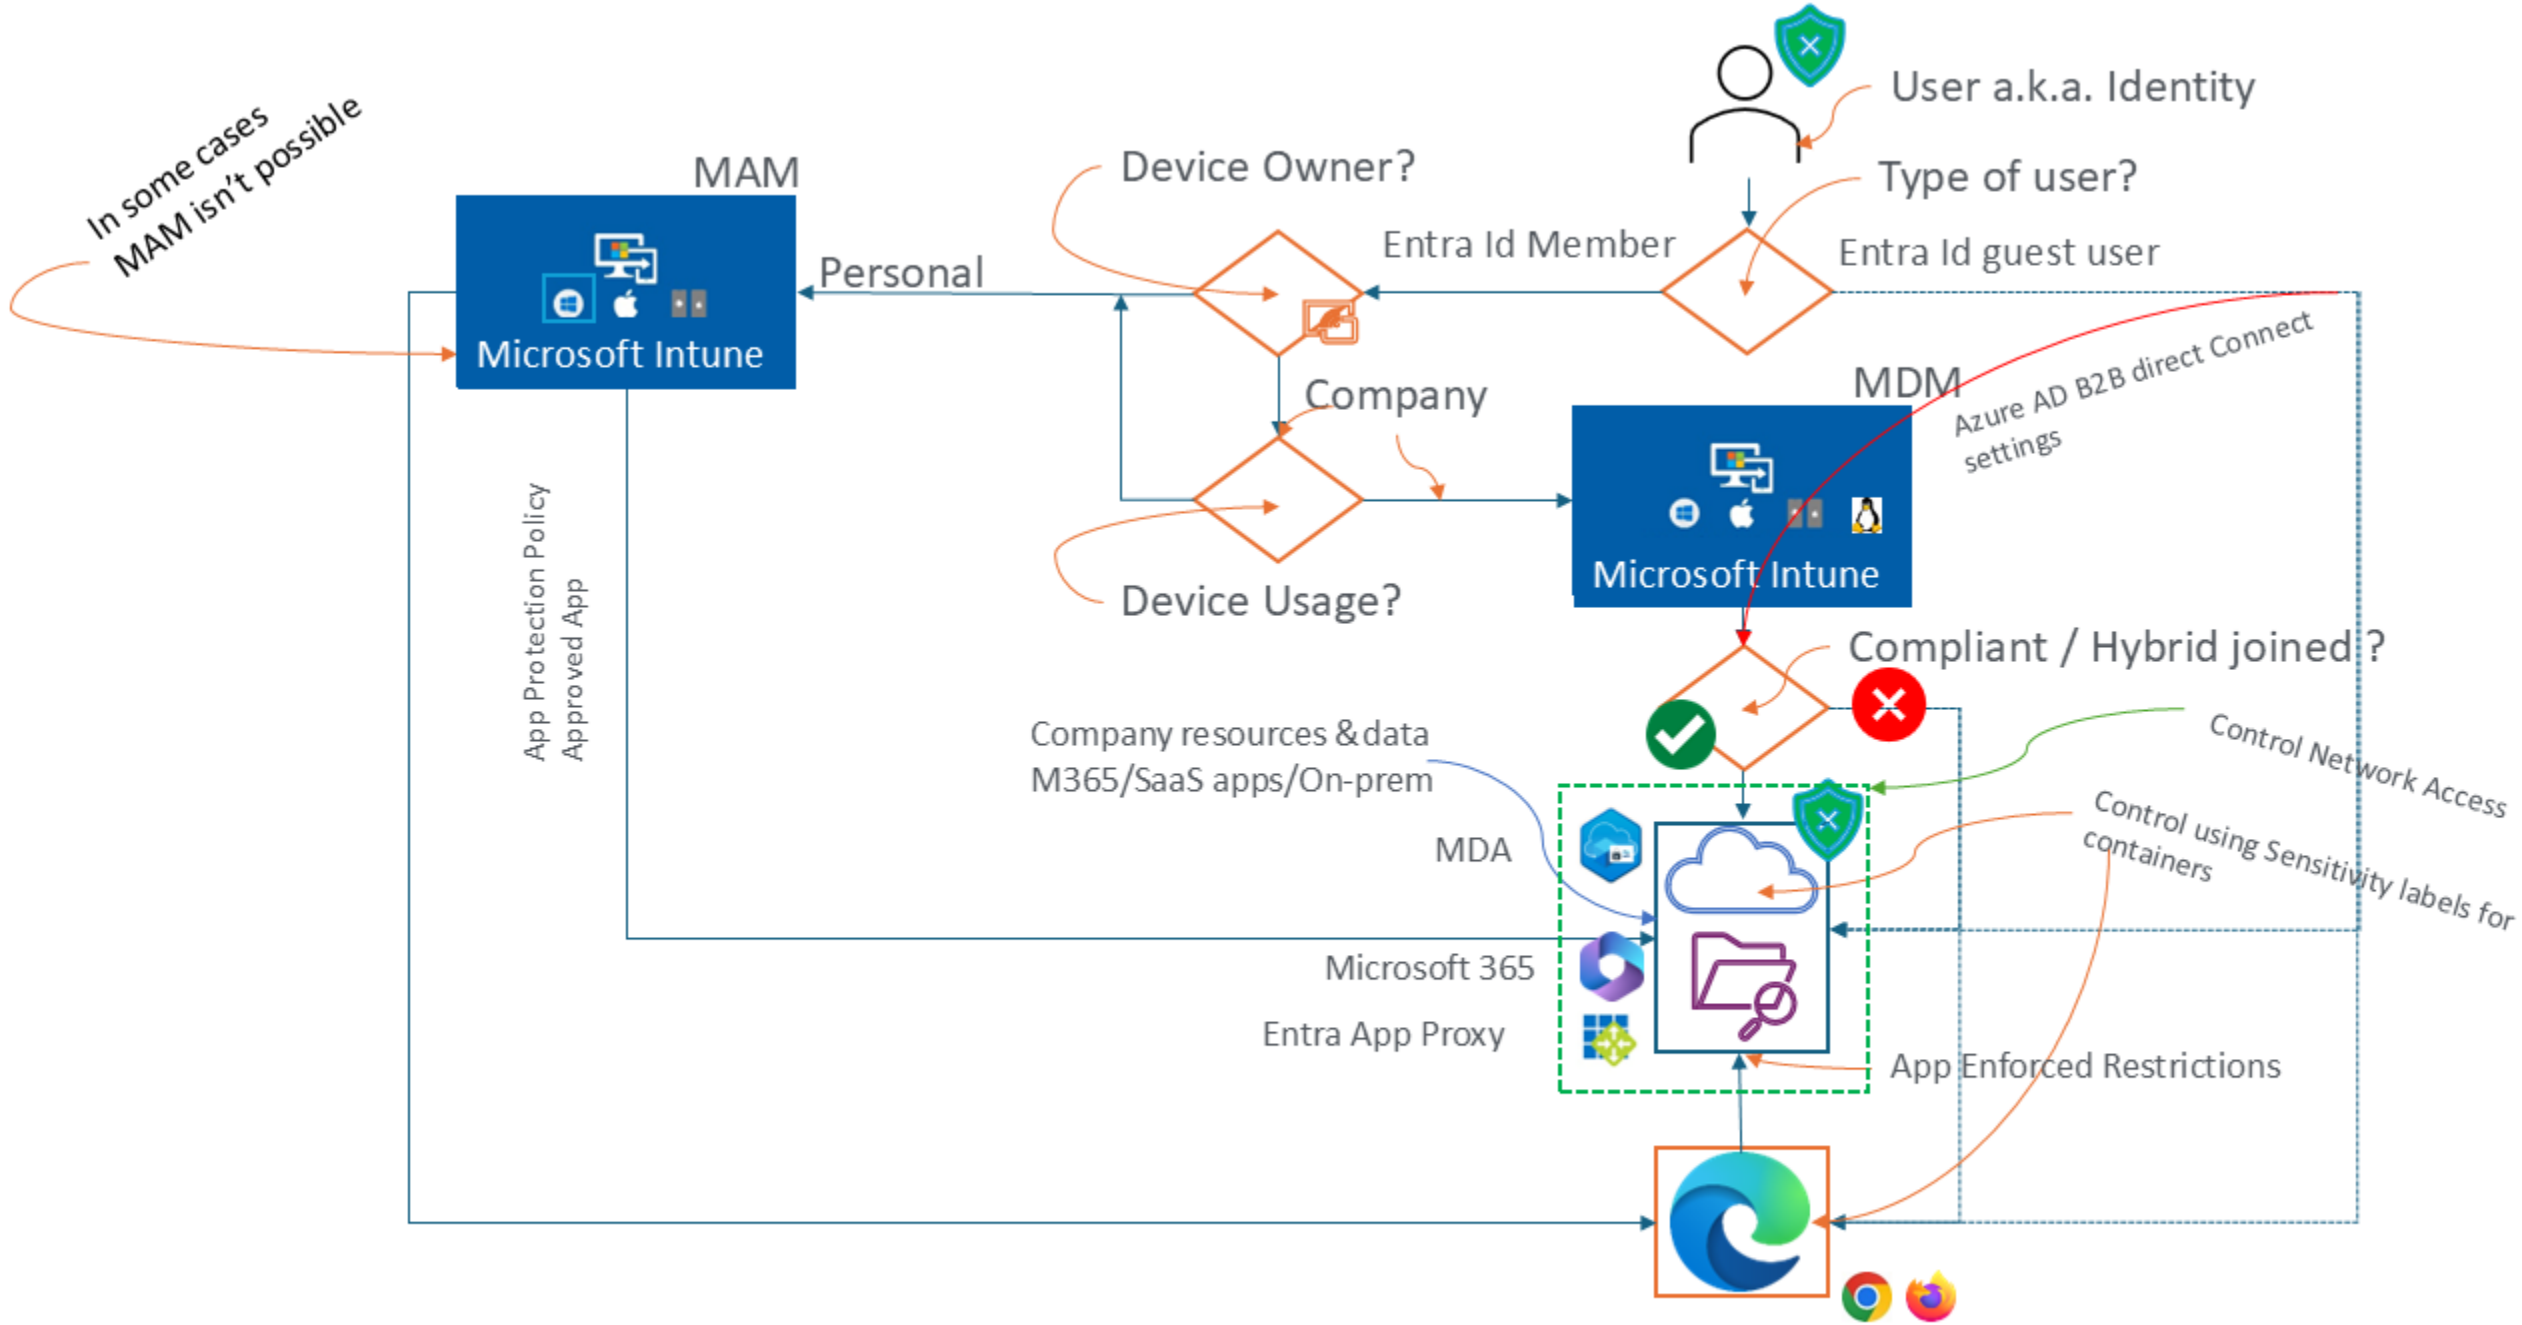 User a.k.a. Identity
In some cases
MAM isn't possible
MAM
Device Owner?
Type of user?
Entra Id Member
Entra Id guest user
Personal
Microsoft Intune
Azure AD B2B direct Connect
settings
Company
MDM
Microsoft Intune
App Protection Policy
Approved App
Device Usage?
Compliant / Hybrid joined ?
Company resources &data
M365/SaaS apps/On-prem
Control Network Access
Control using Sensitivity labels for
containers
MDA
Microsoft 365
Entra App Proxy
App Enforced Restrictions